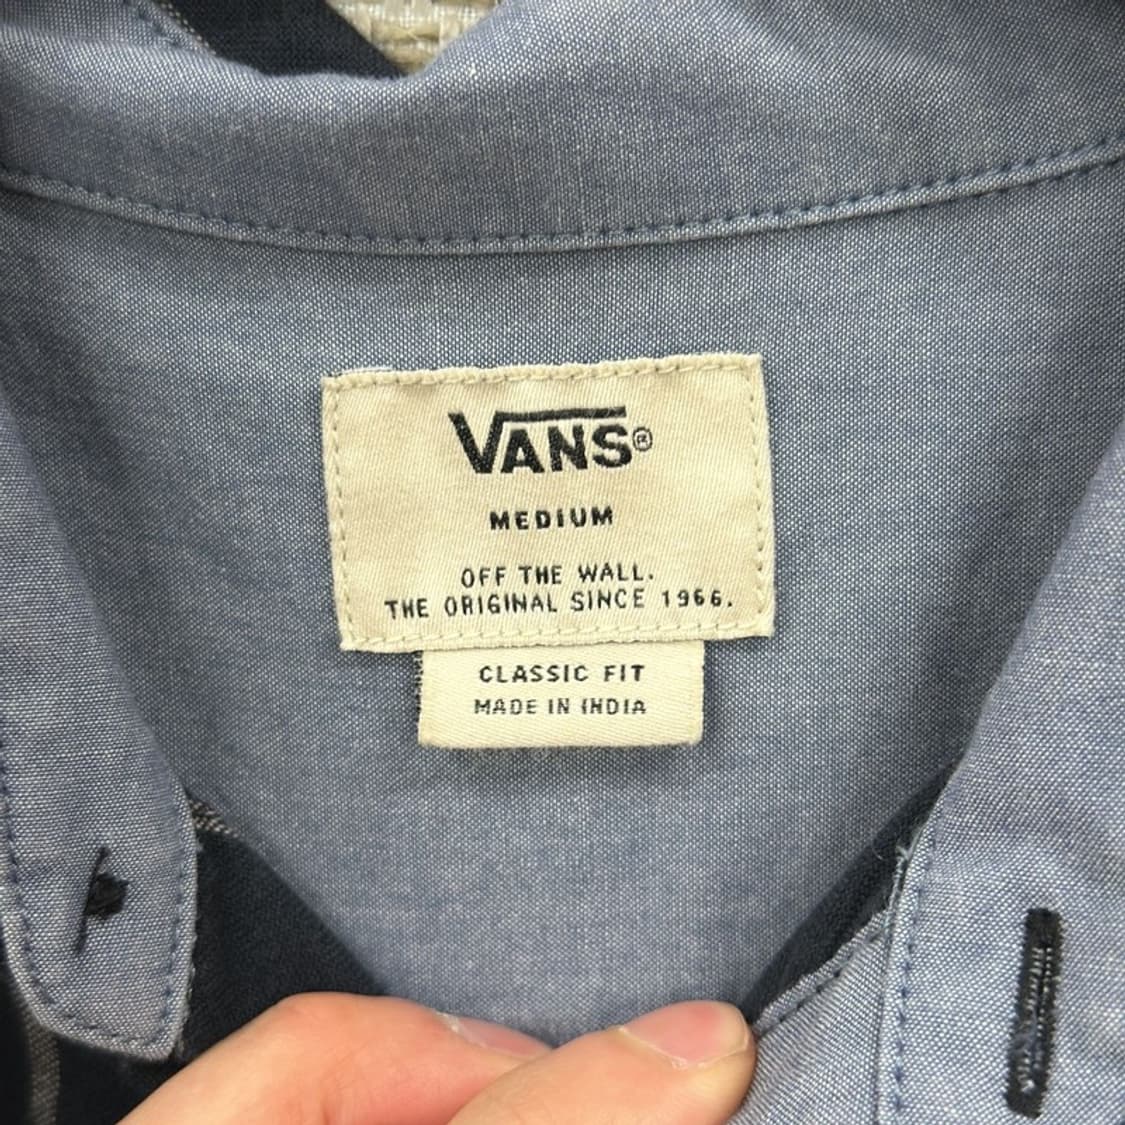 VANS®
MEDIUM
OFF THE WALL.
THE ORIGINAL SINCE 1966.
CLASSIC FIT
MADE IN INDIA